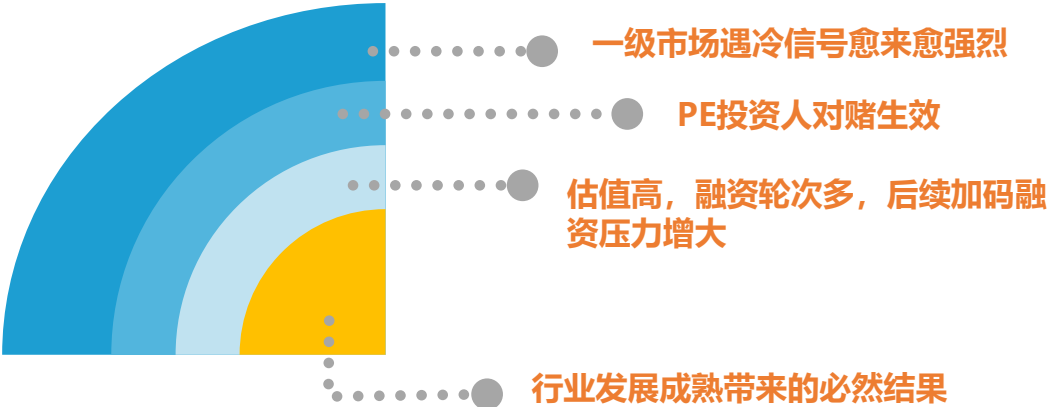 一级市场遇冷信号愈来愈强烈
PE投资人对赌生效
估值高，融资轮次多，后续加码融
资压力增大
行业发展成熟带来的必然结果